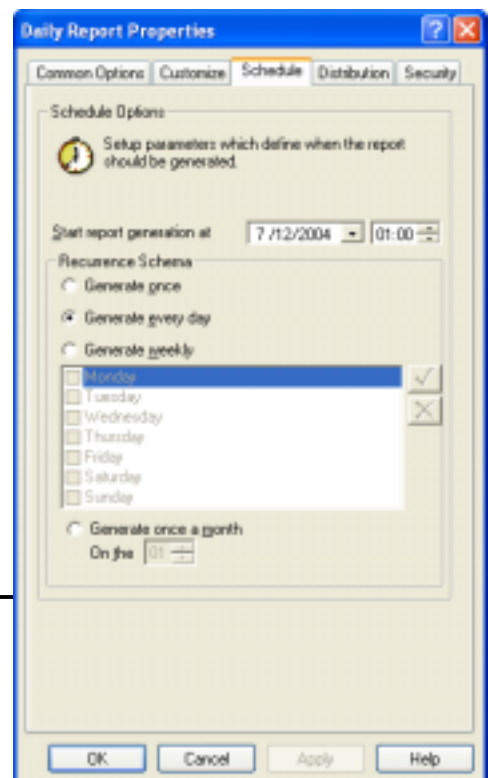 Daily Report Properties
Common Options Customize Schedule Distribution Security
Schedule Options
Setup parameters which define when the report
should be generated.
Start report generation at 7 /12/2004 01:00
Recurrence Schema
Generate once
Generate every day
Generate weekly
Monday
Tuesday
Wednesday
Thursday
Friday
Saturday
Sunday
Generate once a month
On the 01
OK Cancel Apply Help